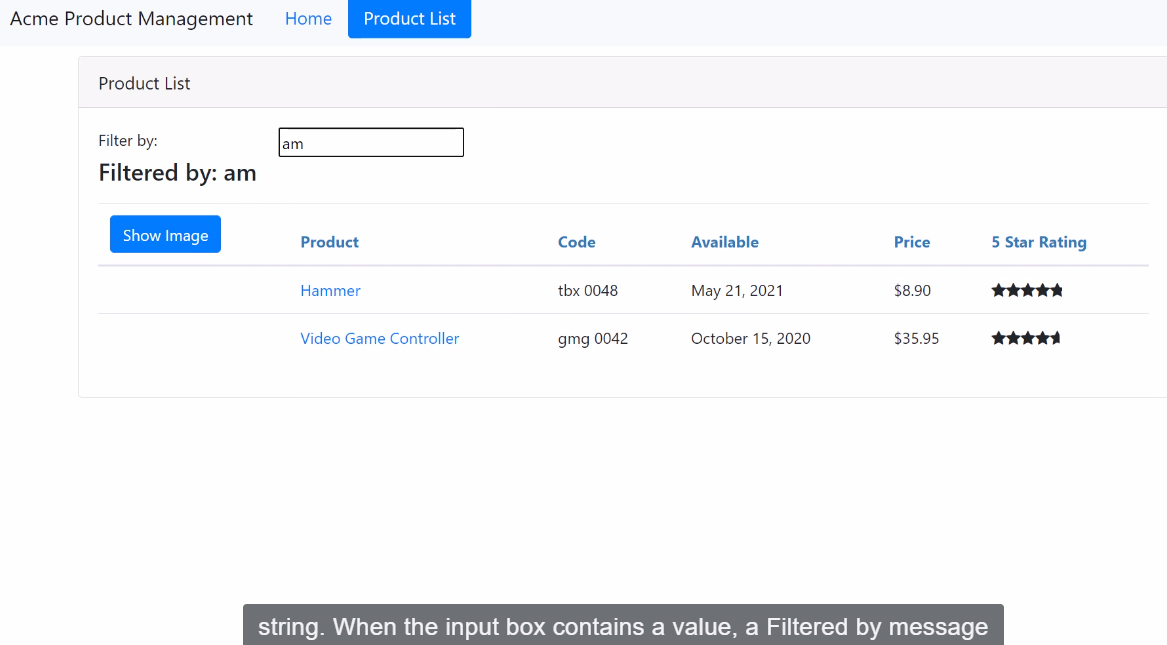 Acme Product Management Home Product List
Product List
Filter by: am
Filtered by: am
Show Image Product Code Available Price 5 Star Rating
Hammer tbx 0048 May 21, 2021 $8.90
Video Game Controller gmg 0042 October 15, 2020 $35.95
string. When the input box contains a value, a Filtered by message